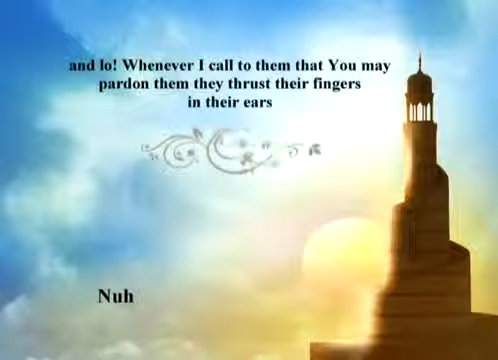 and lo! Whenever I call to them that You may
pardon them they thrust their fingers
in their ears
Nuh